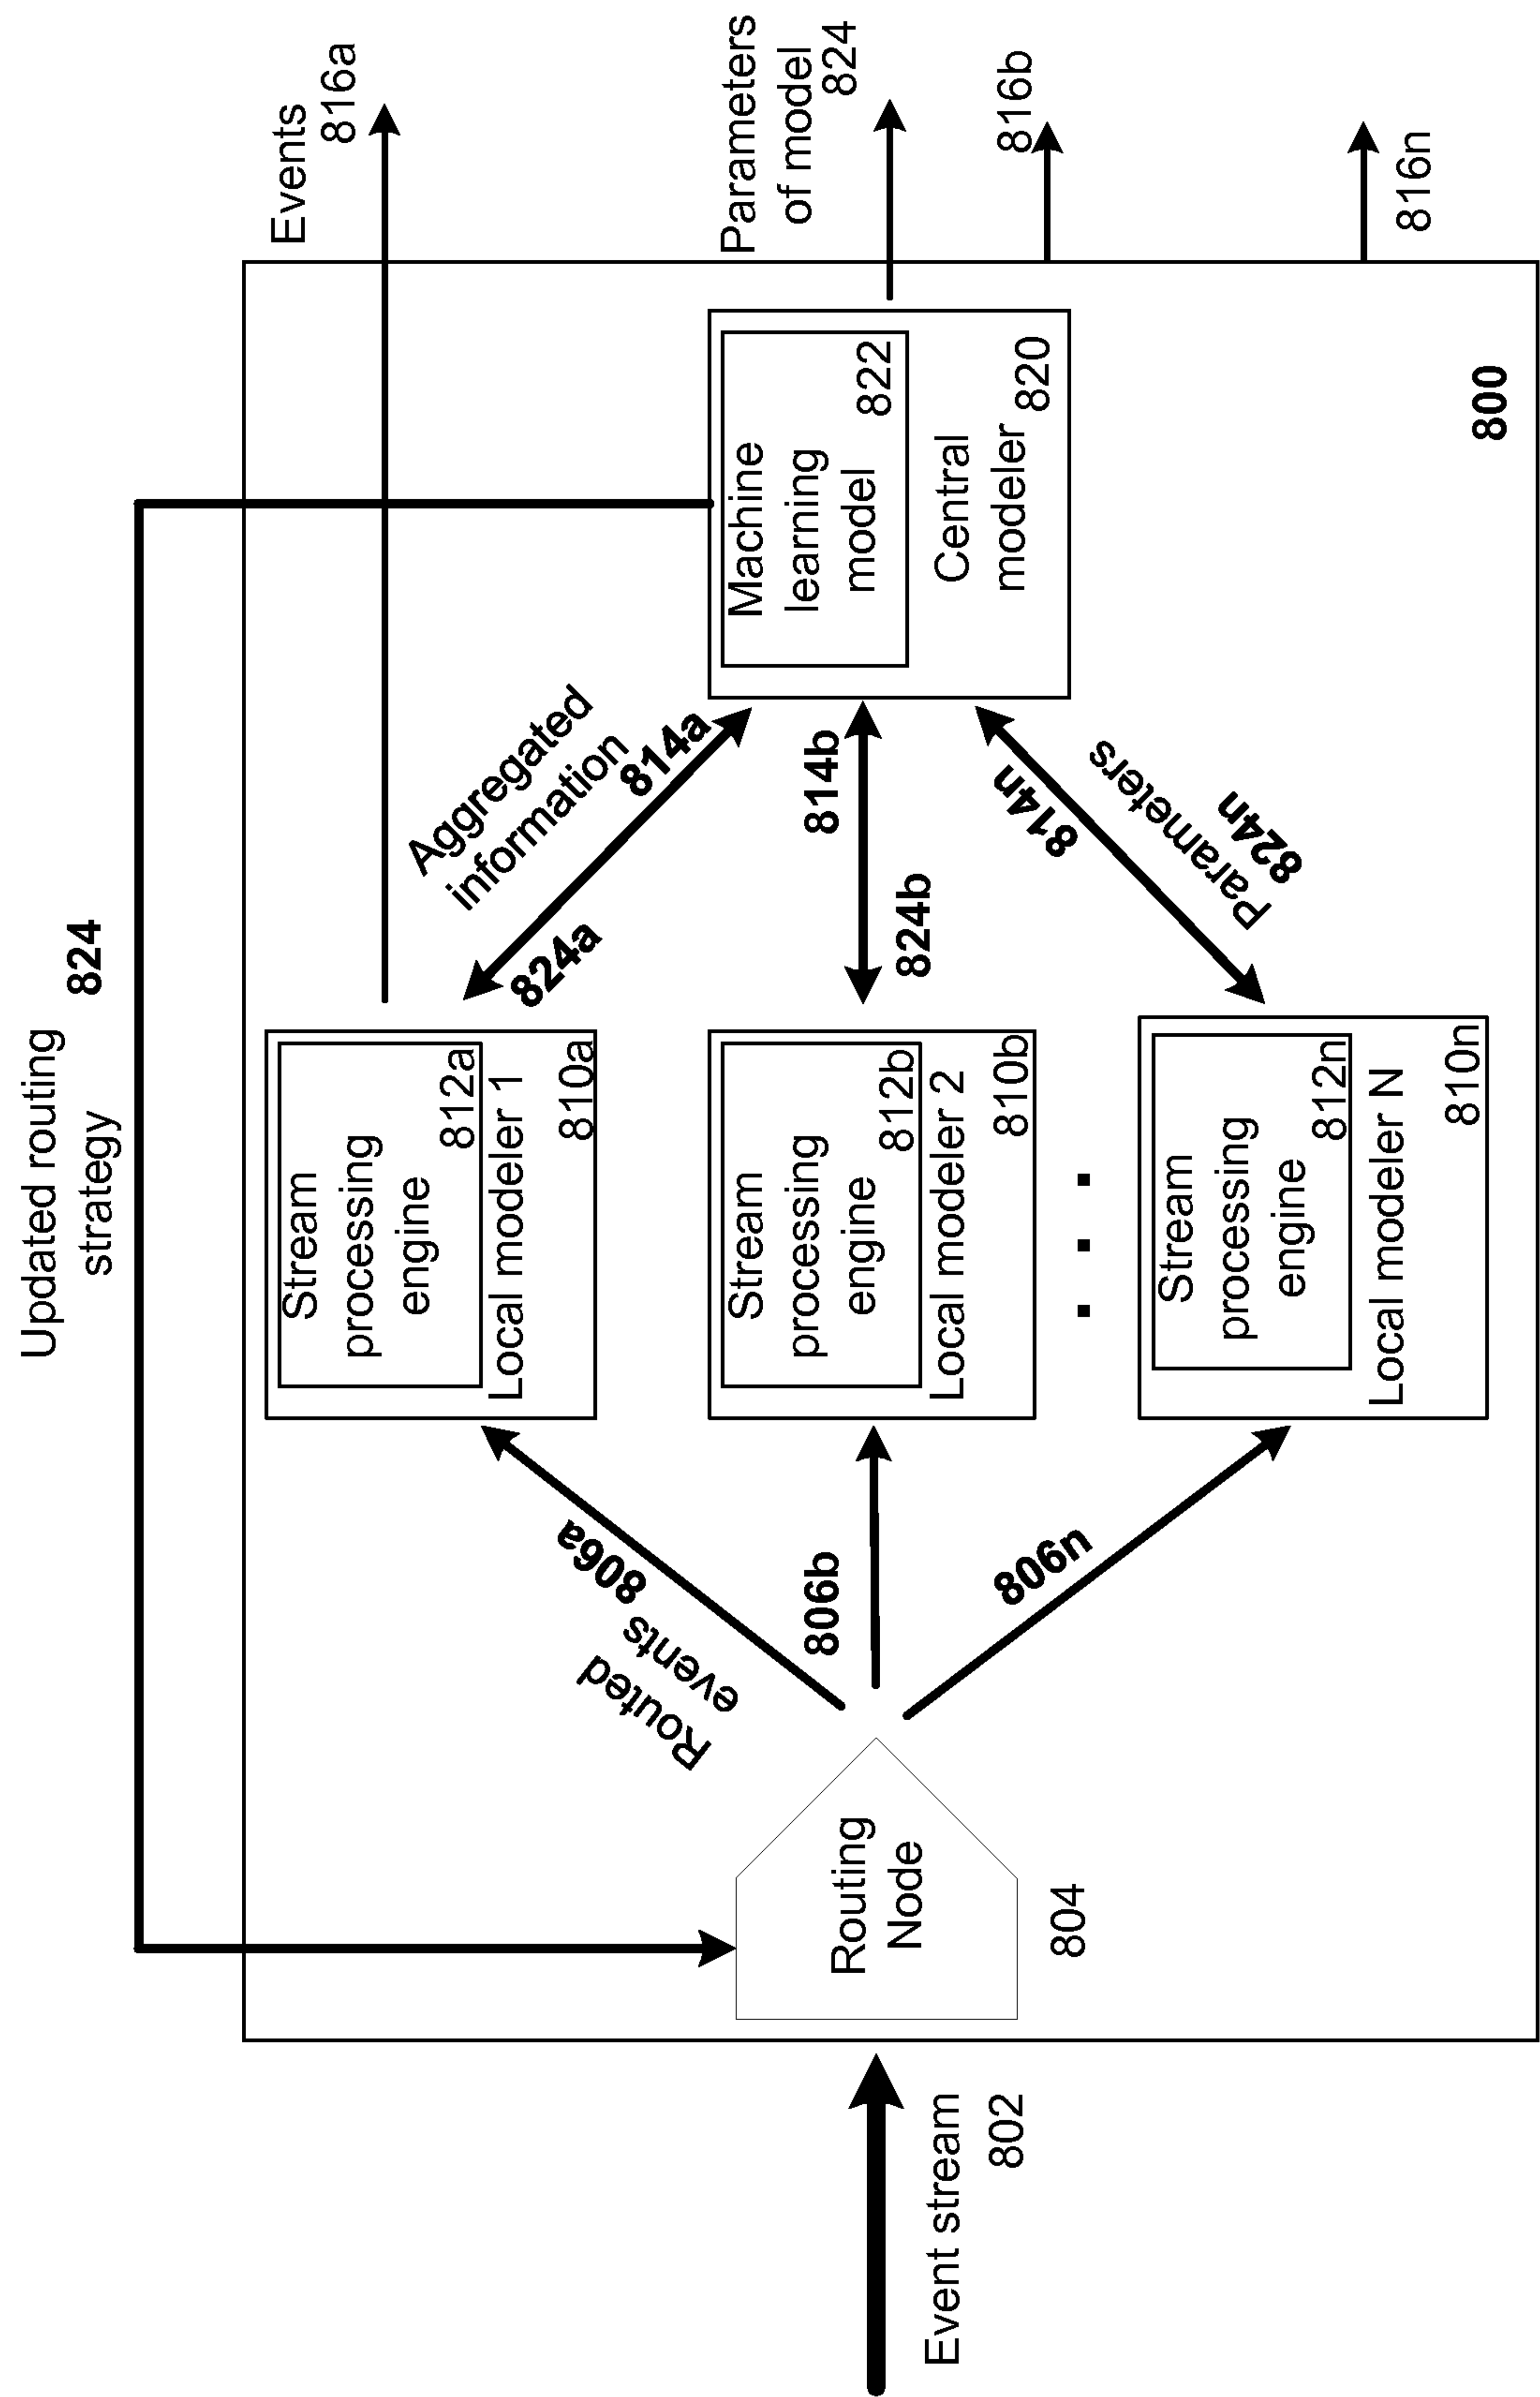 Updated routing
strategy
824
Events
816a
Parameters
of model
824
816b
816n
Event stream
802
Routing
Node
804
Routed
events 806a
806b
806n
Stream
processing
engine
812a
Local modeler 1
810a
Stream
processing
engine
812b
Local modeler 2
810b
. . .
Stream
processing
engine
812n
Local modeler N
810n
Aggregated
information
814a
824a
814b
824b
814n
Parameters
824n
Machine
learning
model
822
Central
modeler
820
800